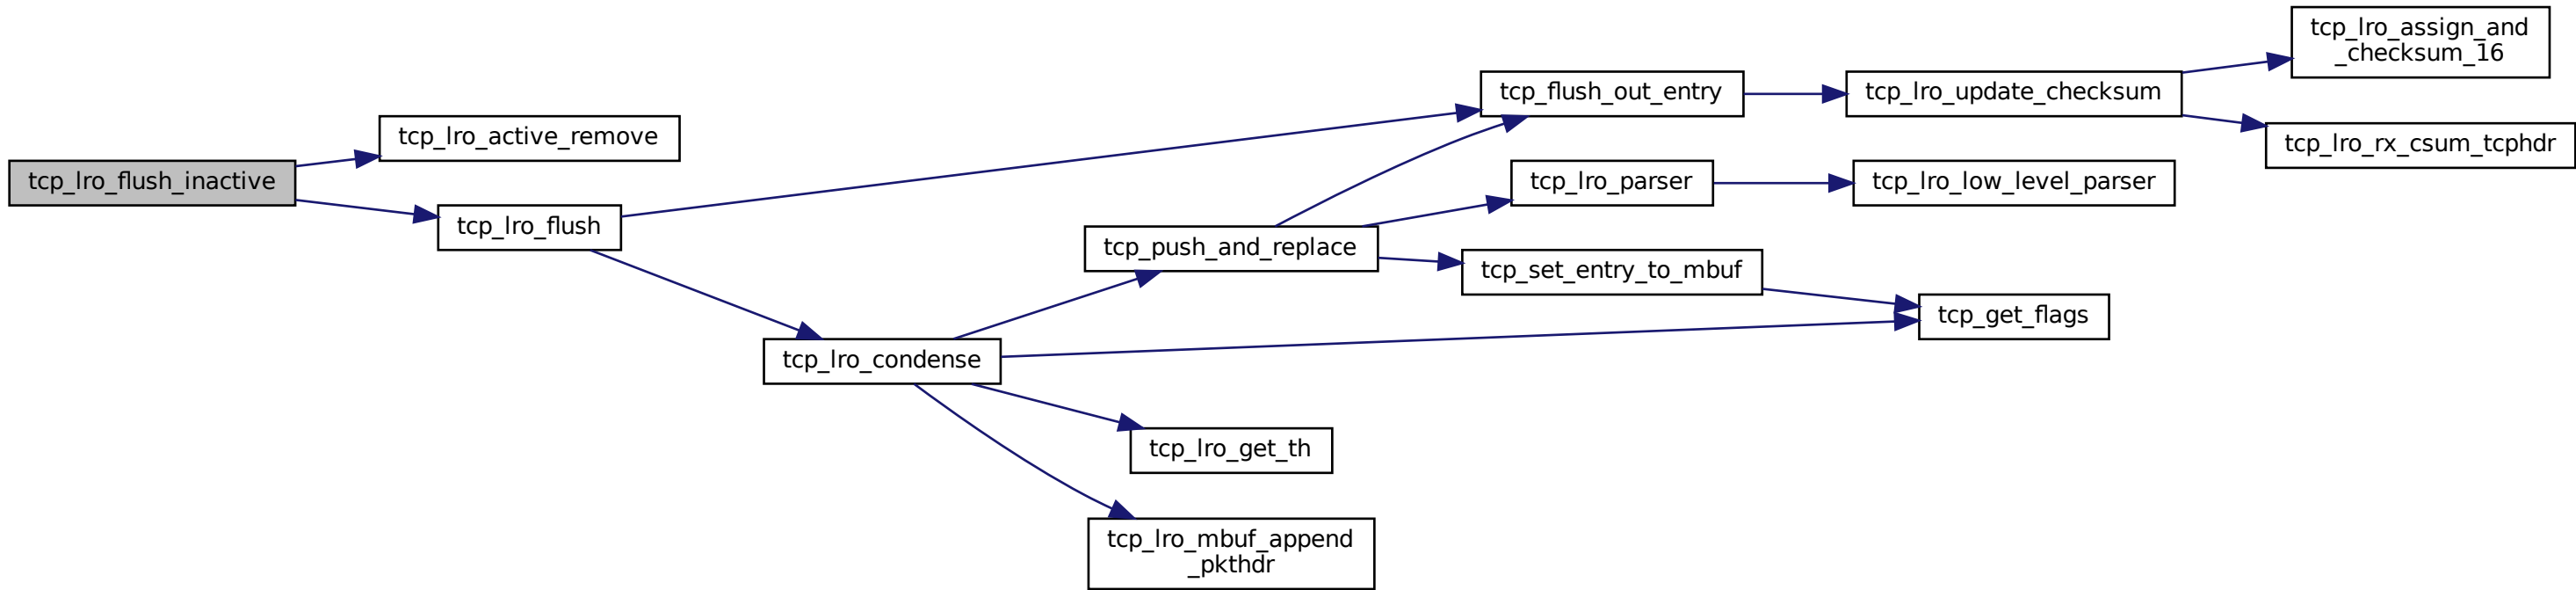 tcp_lro_flush_inactive
tcp_lro_active_remove
tcp_lro_flush
tcp_flush_out_entry
tcp_lro_update_checksum
tcp_lro_assign_and
_checksum_16
tcp_lro_rx_csum_tcphdr
tcp_lro_condense
tcp_push_and_replace
tcp_lro_parser
tcp_lro_low_level_parser
tcp_set_entry_to_mbuf
tcp_get_flags
tcp_lro_get_th
tcp_lro_mbuf_append
_pkthdr